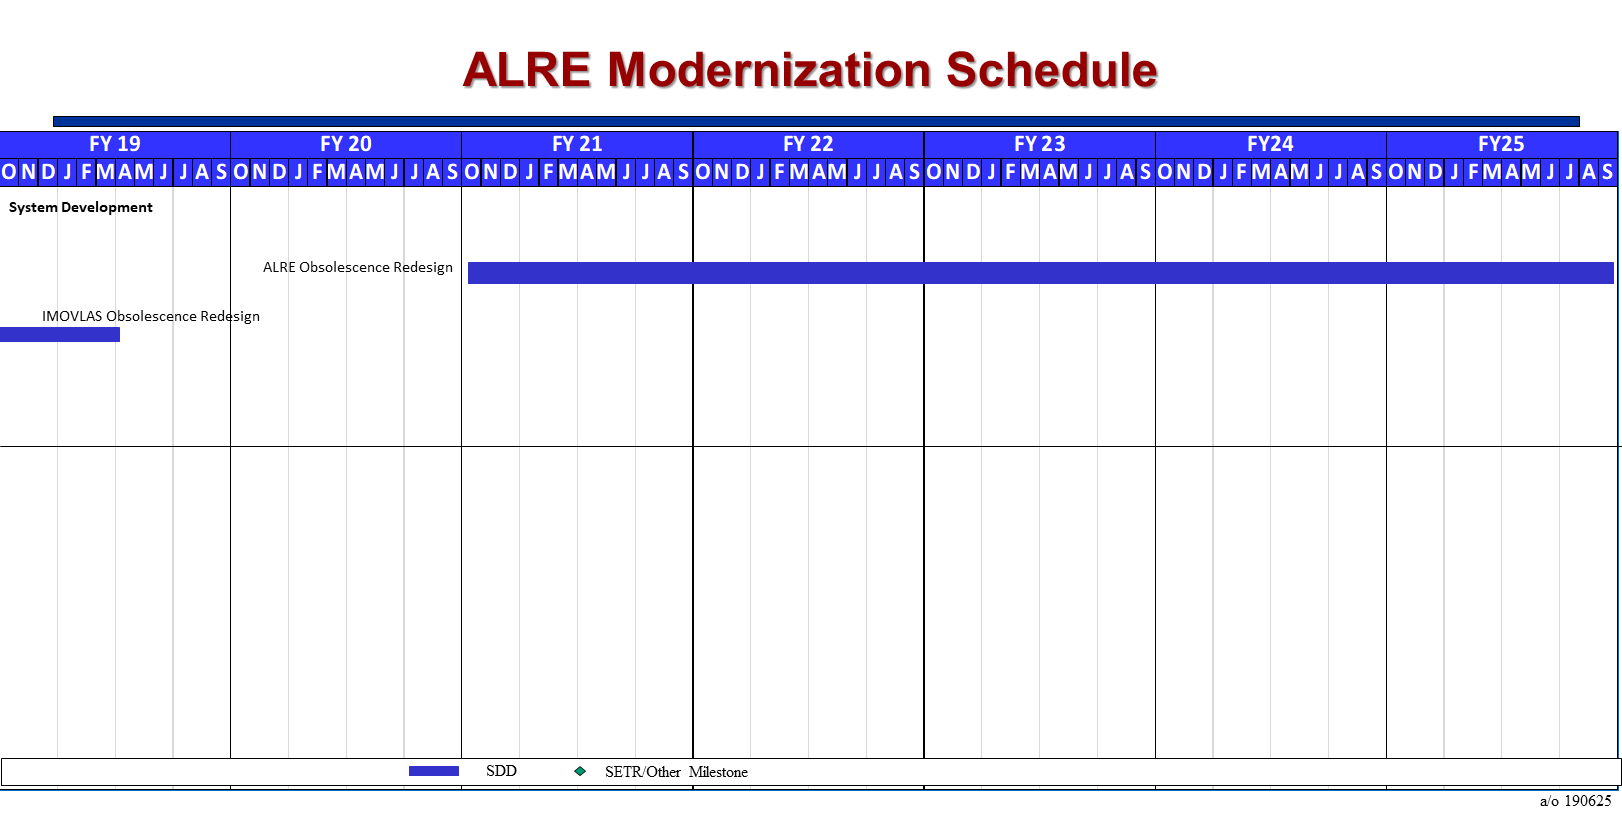 ALRE Modernization Schedule
FY 19 FY 20 FY 21 FY 22 FY 23 FY24 FY25
O N D J F M A M J J A S O N D J F M A M J J A S O N D J F M A M J J A S O N D J F M A M J J A S O N D J F M A M J J A S O N D J F M A M J J A S O N D J F M A M J J A S
System Development
ALRE Obsolescence Redesign
IMOVLAS Obsolescence Redesign
SDD SETR/Other Milestone
a/o 190625